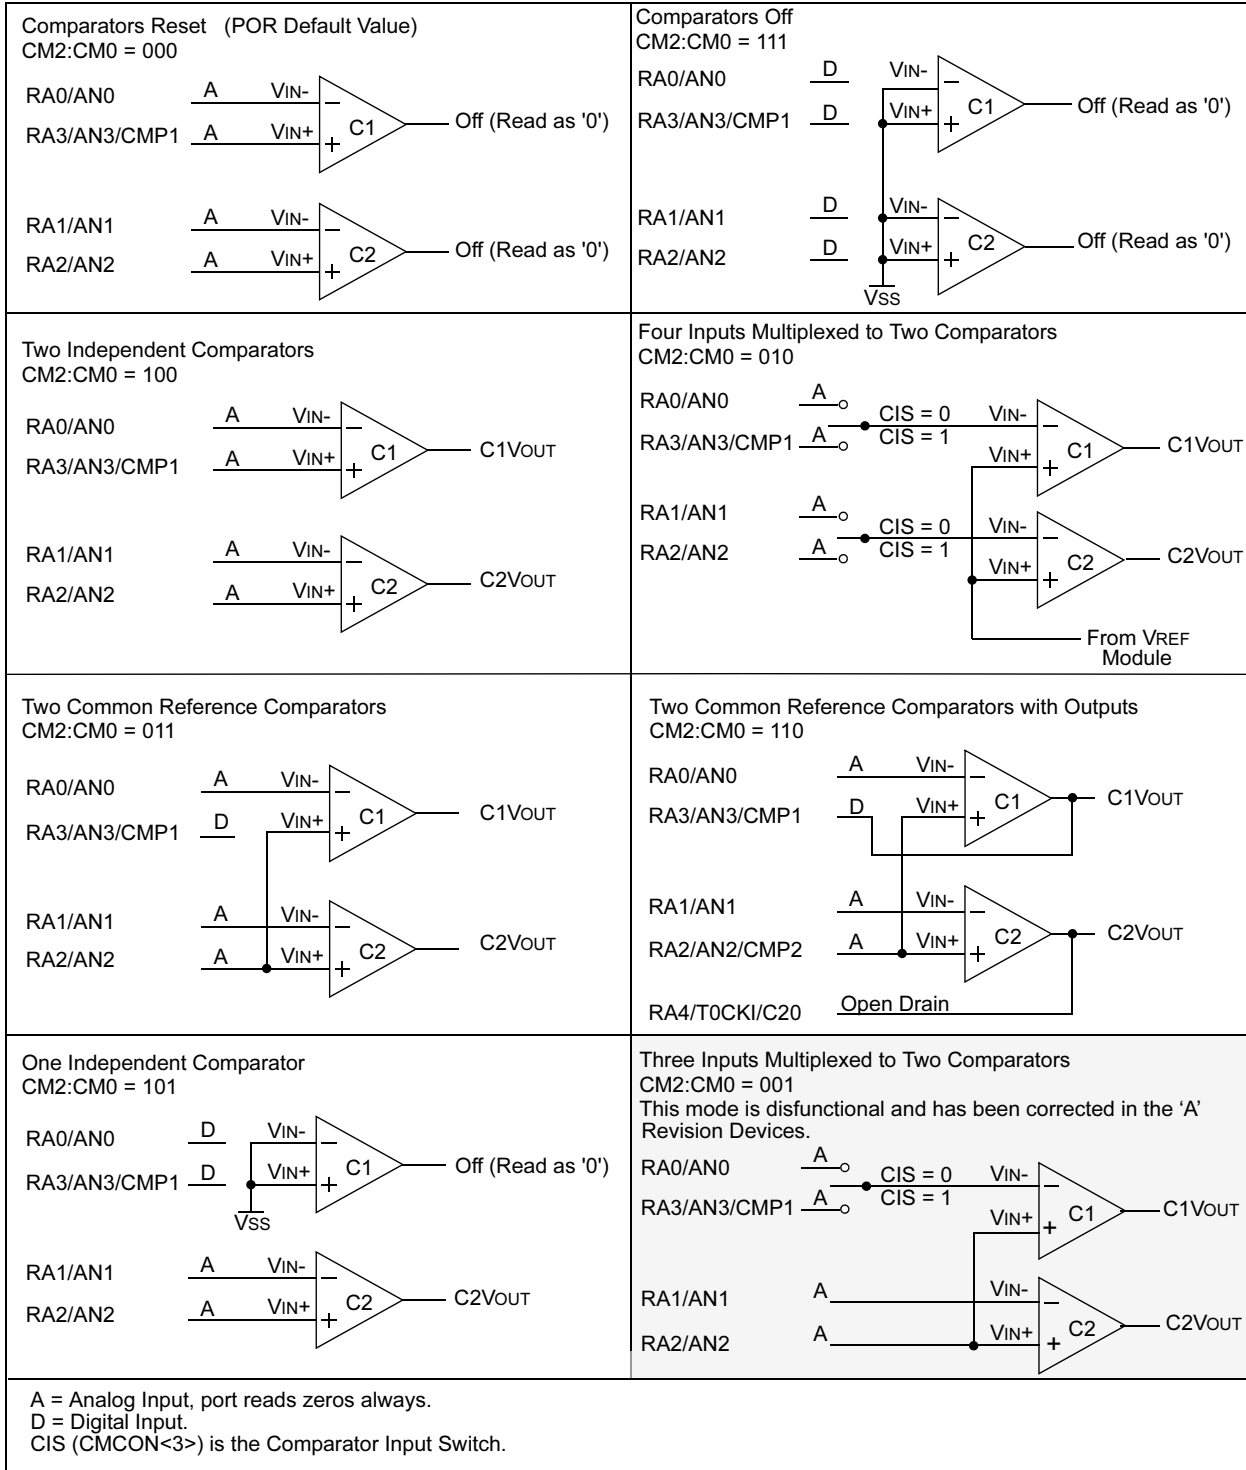 Comparators Reset (POR Default Value)
CM2:CM0 = 000
RA0/AN0 A VIN- −
RA3/AN3/CMP1 A VIN+ + C1 Off (Read as '0')
RA1/AN1 A VIN- −
RA2/AN2 A VIN+ + C2 Off (Read as '0')
Comparators Off
CM2:CM0 = 111
RA0/AN0 D VIN- −
RA3/AN3/CMP1 D VIN+ + C1 Off (Read as '0')
RA1/AN1 D VIN- −
RA2/AN2 D VIN+ + C2 Off (Read as '0')
VSS
Two Independent Comparators
CM2:CM0 = 100
RA0/AN0 A VIN- −
RA3/AN3/CMP1 A VIN+ + C1 C1VOUT
RA1/AN1 A VIN- −
RA2/AN2 A VIN+ + C2 C2VOUT
Four Inputs Multiplexed to Two Comparators
CM2:CM0 = 010
RA0/AN0 A CIS = 0 VIN- −
RA3/AN3/CMP1 A CIS = 1 VIN+ + C1 C1VOUT
RA1/AN1 A CIS = 0 VIN- −
RA2/AN2 A CIS = 1 VIN+ + C2 C2VOUT
From VREF
Module
Two Common Reference Comparators
CM2:CM0 = 011
RA0/AN0 A VIN- −
RA3/AN3/CMP1 D VIN+ + C1 C1VOUT
RA1/AN1 A VIN- −
RA2/AN2 A VIN+ + C2 C2VOUT
Two Common Reference Comparators with Outputs
CM2:CM0 = 110
RA0/AN0 A VIN- −
RA3/AN3/CMP1 D VIN+ + C1 C1VOUT
RA1/AN1 A VIN- −
RA2/AN2/CMP2 A VIN+ + C2 C2VOUT
RA4/T0CKI/C20 Open Drain
One Independent Comparator
CM2:CM0 = 101
RA0/AN0 D VIN- −
RA3/AN3/CMP1 D VIN+ + C1 Off (Read as '0')
VSS
RA1/AN1 A VIN- −
RA2/AN2 A VIN+ + C2 C2VOUT
Three Inputs Multiplexed to Two Comparators
CM2:CM0 = 001
This mode is disfunctional and has been corrected in the ‘A’
Revision Devices.
RA0/AN0 A CIS = 0 VIN- −
RA3/AN3/CMP1 A CIS = 1 VIN+ + C1 C1VOUT
RA1/AN1 A VIN- −
RA2/AN2 A VIN+ + C2 C2VOUT
A = Analog Input, port reads zeros always.
D = Digital Input.
CIS (CMCON<3>) is the Comparator Input Switch.